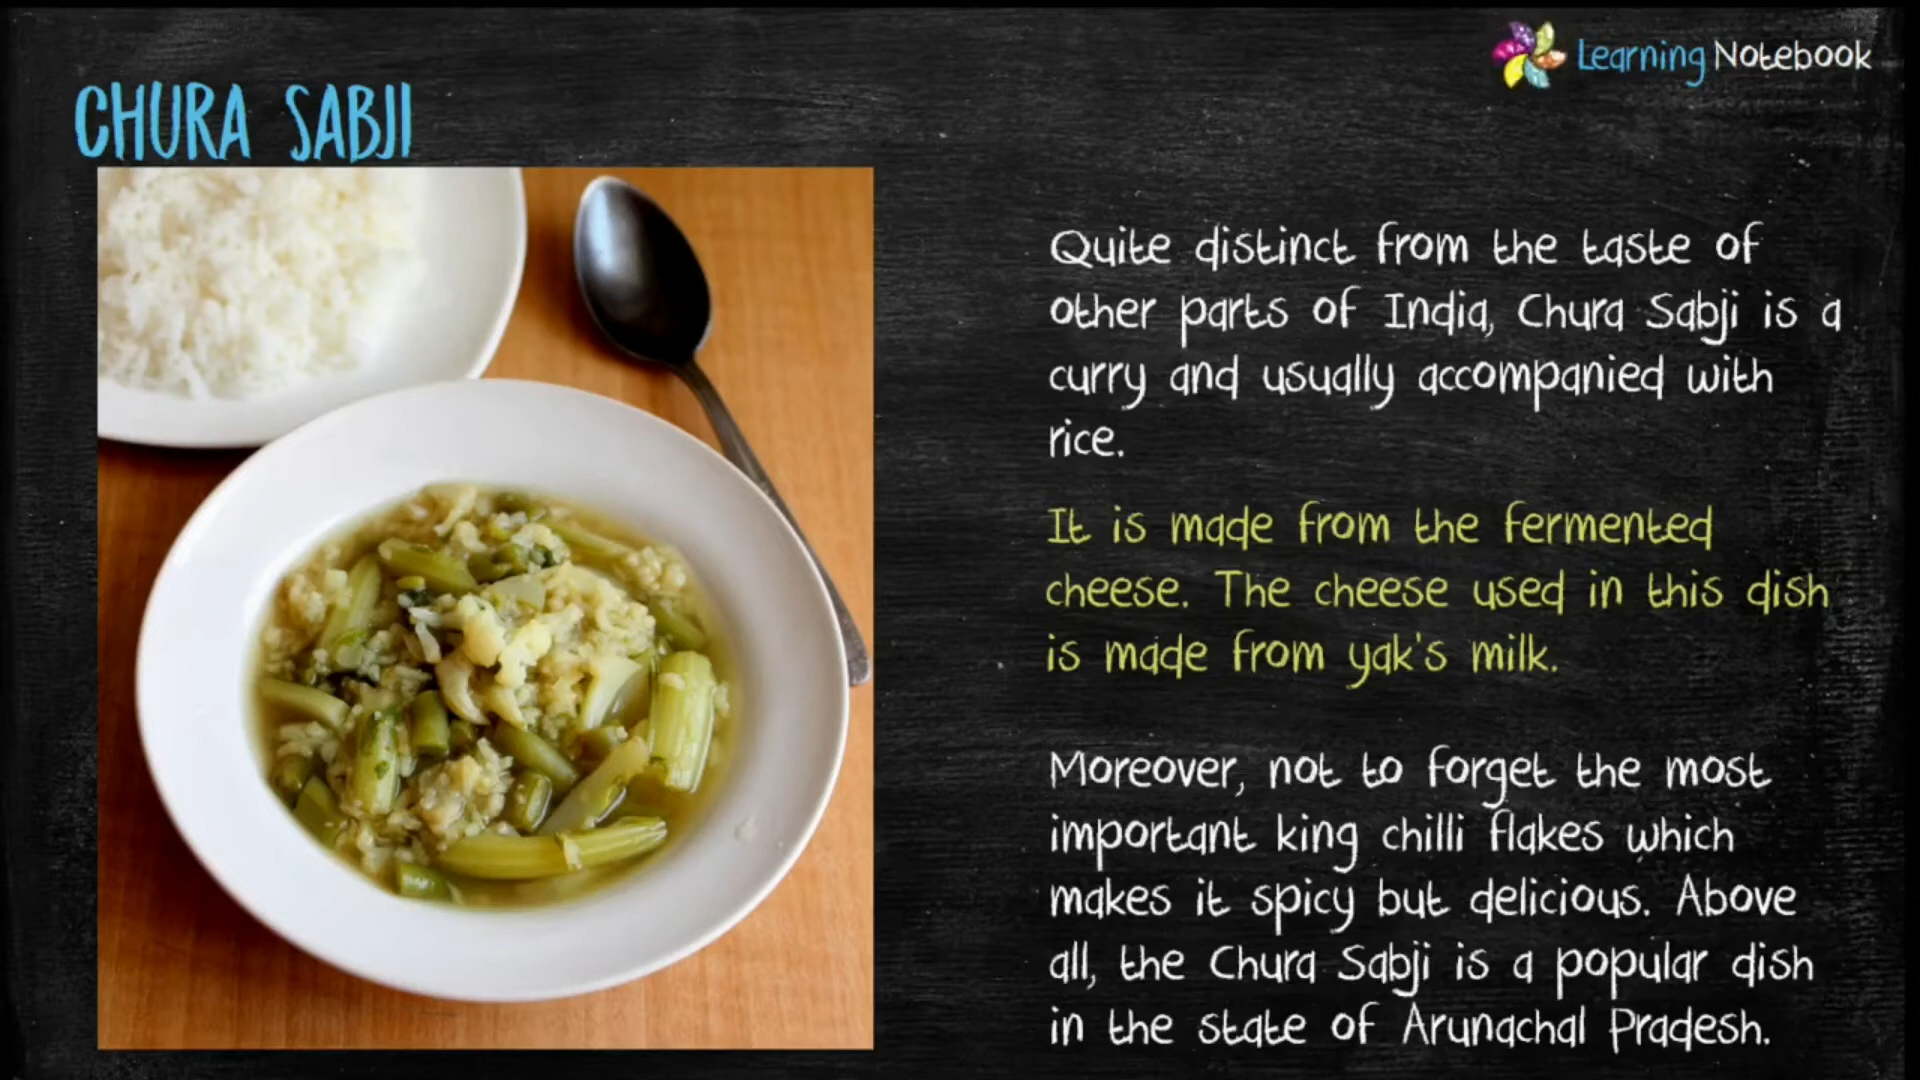 Learning Notebook
CHURA SABJI
Quite distinct from the taste of
other parts of India, Chura Sabji is a
curry and usually accompanied with
rice.
It is made from the fermented
cheese. The cheese used in this dish
is made from yak's milk.
Moreover, not to forget the most
important king chilli flakes which
makes it spicy but delicious. Above
all, the Chura Sabji is a popular dish
in the state of Arunachal Pradesh.